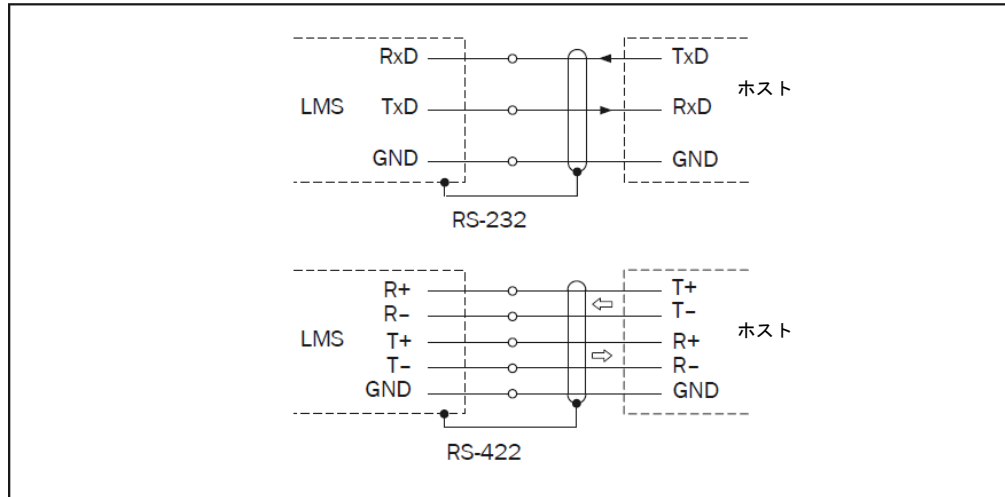 RxD TxD
ホスト
LMS TxD RxD
GND GND
RS-232
R+ T+
R− T−
ホスト
LMS T+ R+
T− R−
GND GND
RS-422